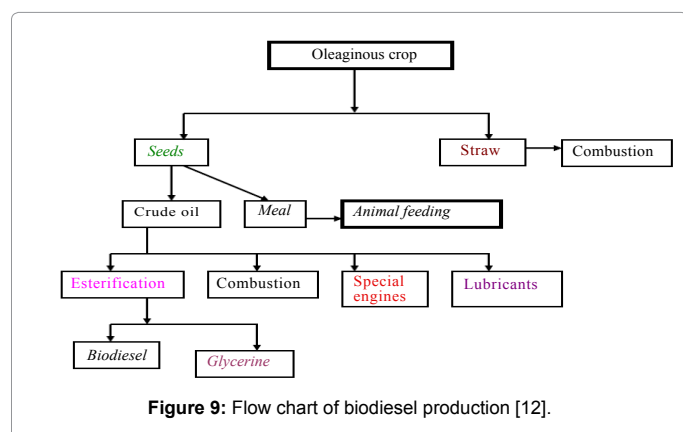 Oleaginous crop
Seeds
Straw
Combustion
Crude oil
Meal
Animal feeding
Esterification
Combustion
Special
engines
Lubricants
Biodiesel
Glycerine
Figure 9: Flow chart of biodiesel production [12].